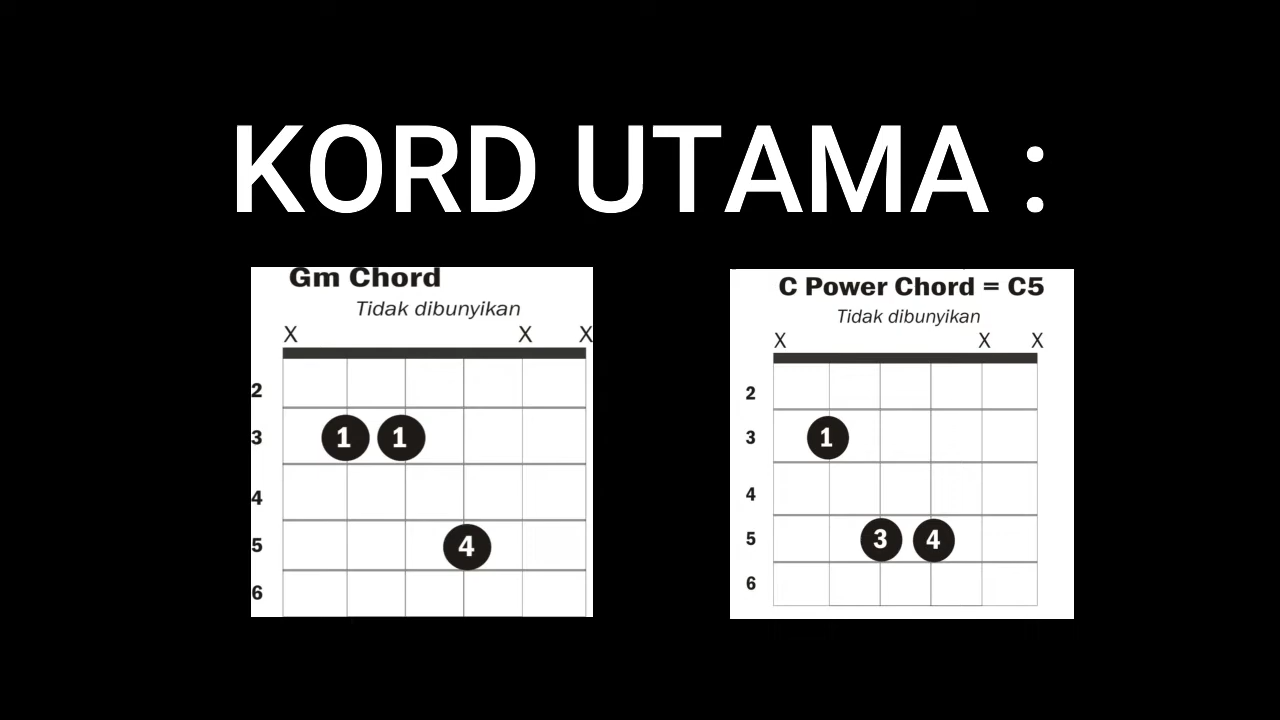 KORD UTAMA :
Gm Chord
Tidak dibunyikan
X X X
2
3 1 1
4
5 4
6
C Power Chord = C5
Tidak dibunyikan
X X X
2
3 1
4
5 3 4
6